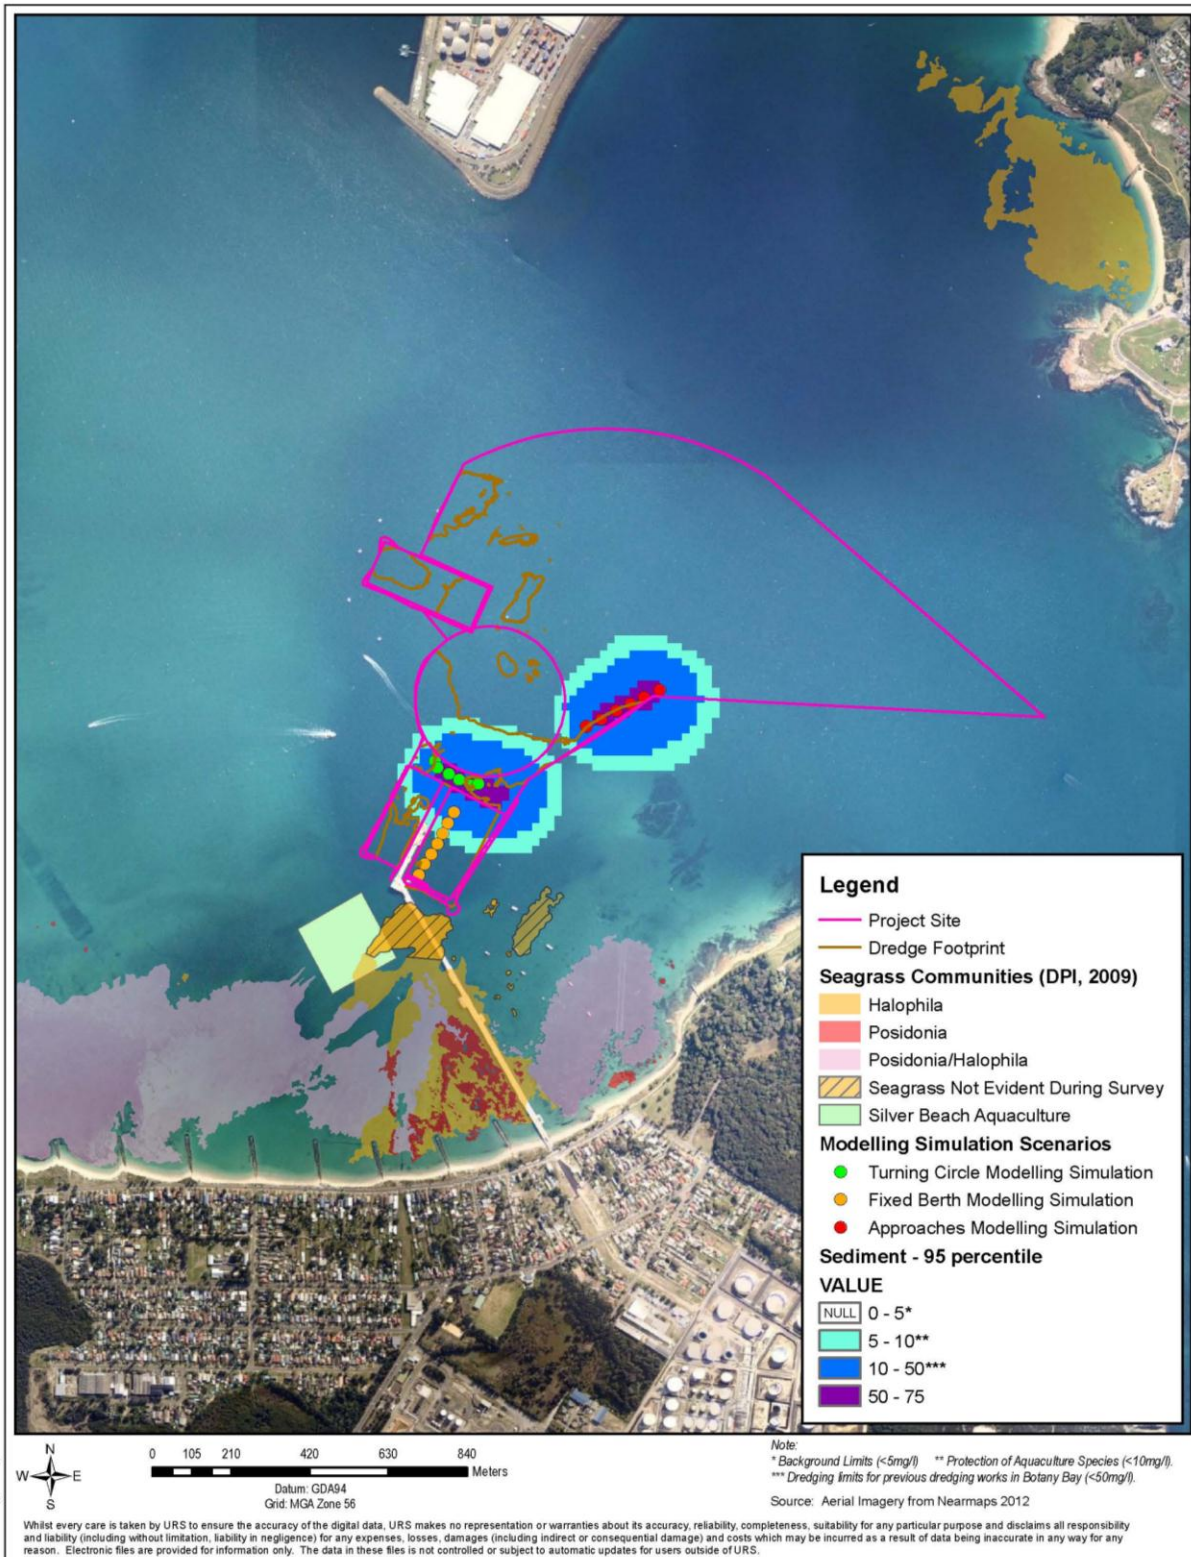 Legend
Project Site
Dredge Footprint
Seagrass Communities (DPI, 2009)
Halophila
Posidonia
Posidonia/Halophila
Seagrass Not Evident During Survey
Silver Beach Aquaculture
Modelling Simulation Scenarios
Turning Circle Modelling Simulation
Fixed Berth Modelling Simulation
Approaches Modelling Simulation
Sediment - 95 percentile
VALUE
NULL 0 - 5*
5 - 10**
10 - 50***
50 - 75
N
W E
S
0 105 210 420 630 840
Meters
Datum: GDA94
Grid: MGA Zone 56
Note:
* Background Limits (<5mg/l) ** Protection of Aquaculture Species (<10mg/l).
*** Dredging limits for previous dredging works in Botany Bay (<50mg/l).
Source: Aerial Imagery from Nearmaps 2012
Whilst every care is taken by URS to ensure the accuracy of the digital data, URS makes no representation or warranties about its accuracy, reliability, completeness, suitability for any particular purpose and disclaims all responsibility
and liability (including without limitation, liability in negligence) for any expenses, losses, damages (including indirect or consequential damage) and costs which may be incurred as a result of data being inaccurate in any way for any
reason. Electronic files are provided for information only. The data in these files is not controlled or subject to automatic updates for users outside of URS.